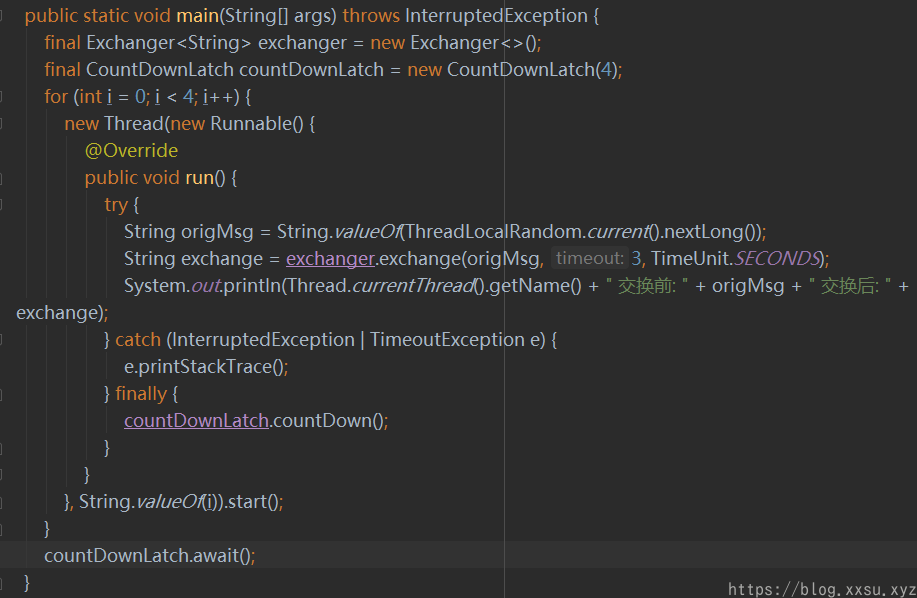 public static void main(String[] args) throws InterruptedException {
final Exchanger<String> exchanger = new Exchanger<>();
final CountDownLatch countDownLatch = new CountDownLatch(4);
for (int i = 0; i < 4; i++) {
new Thread(new Runnable() {
@Override
public void run() {
try {
String origMsg = String.valueOf(ThreadLocalRandom.current().nextLong());
String exchange = exchanger.exchange(origMsg, timeout: 3, TimeUnit.SECONDS);
System.out.println(Thread.currentThread().getName() + " 交换前: " + origMsg + " 交换后: " +
exchange);
} catch (InterruptedException | TimeoutException e) {
e.printStackTrace();
} finally {
countDownLatch.countDown();
}
}
}, String.valueOf(i)).start();
}
countDownLatch.await();
}
https://blog.xxsu.xyz